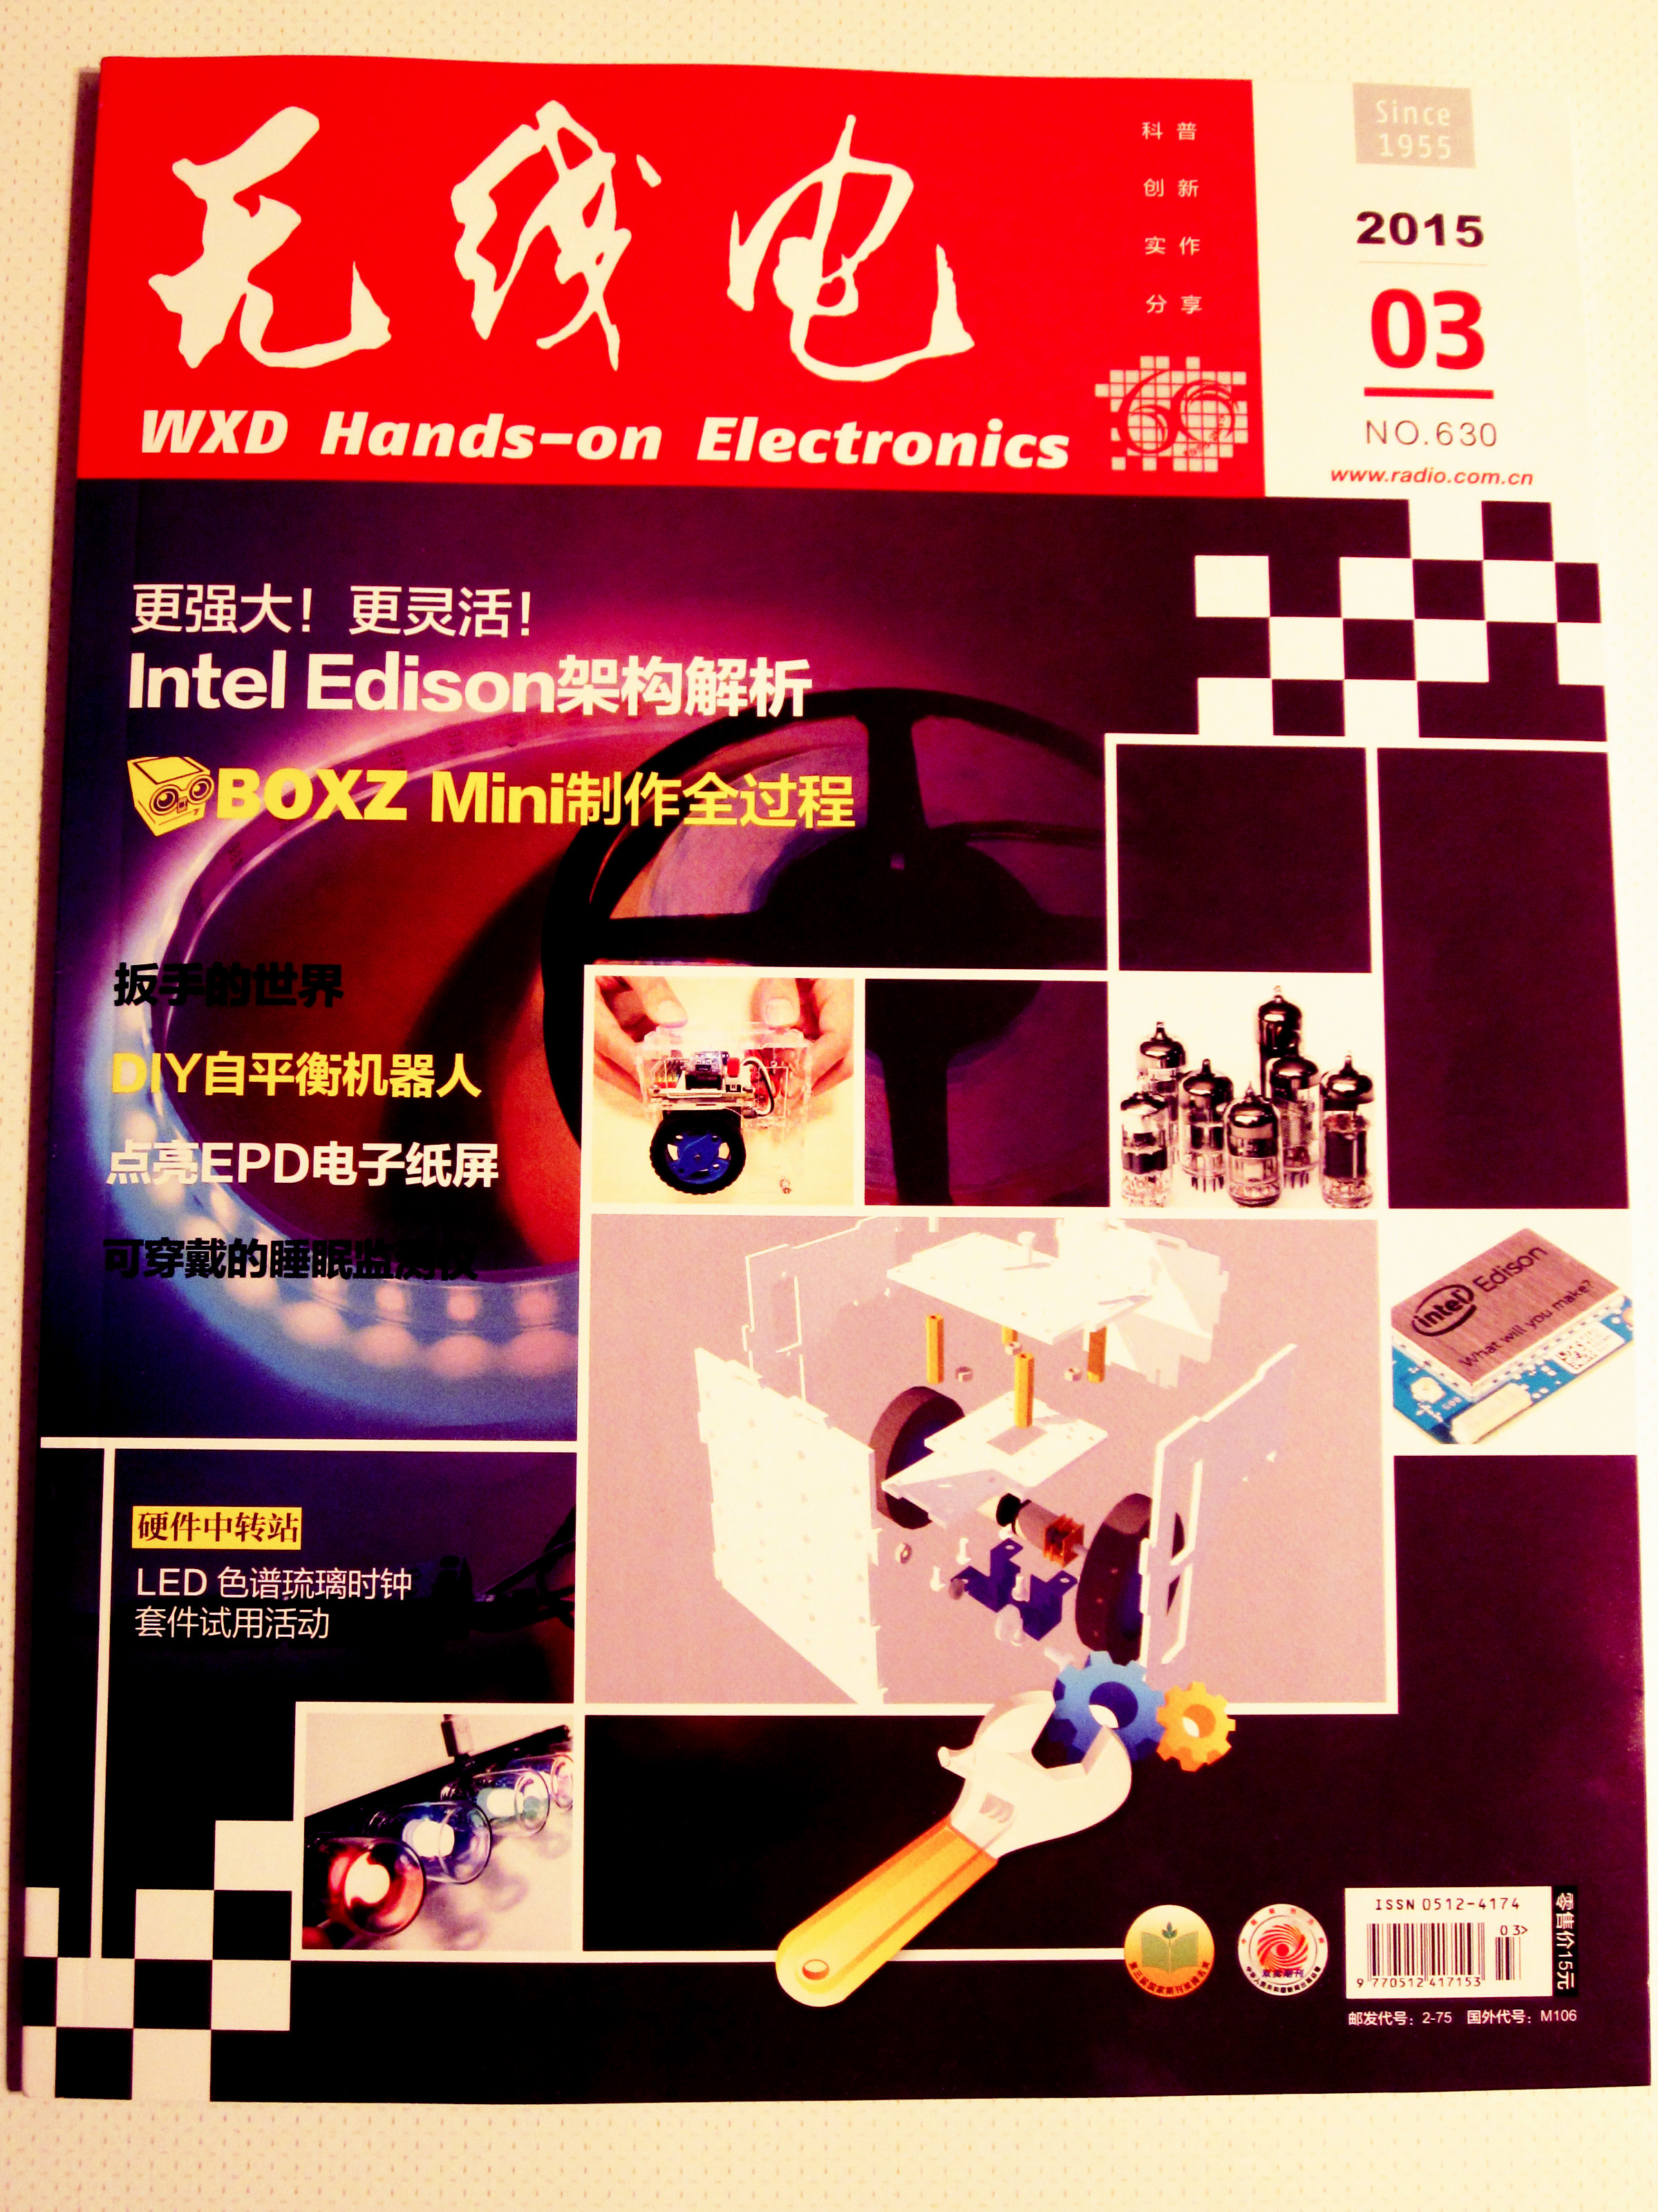 无线电
WXD Hands-on Electronics
科普
创新
实作
分享
60
Since
1955
2015
03
NO.630
www.radio.com.cn
更强大！更灵活！
Intel Edison架构解析
BOXZ Mini制作全过程
扳手的世界
DIY自平衡机器人
点亮EPD电子纸屏
可穿戴的睡眠监测仪
intel Edison
What will you make?
硬件中转站
LED 色谱琉璃时钟
套件试用活动
双奖期刊
ISSN 0512-4174
03>
9 770512 417153
零售价15元
邮发代号：2-75 国外代号：M106